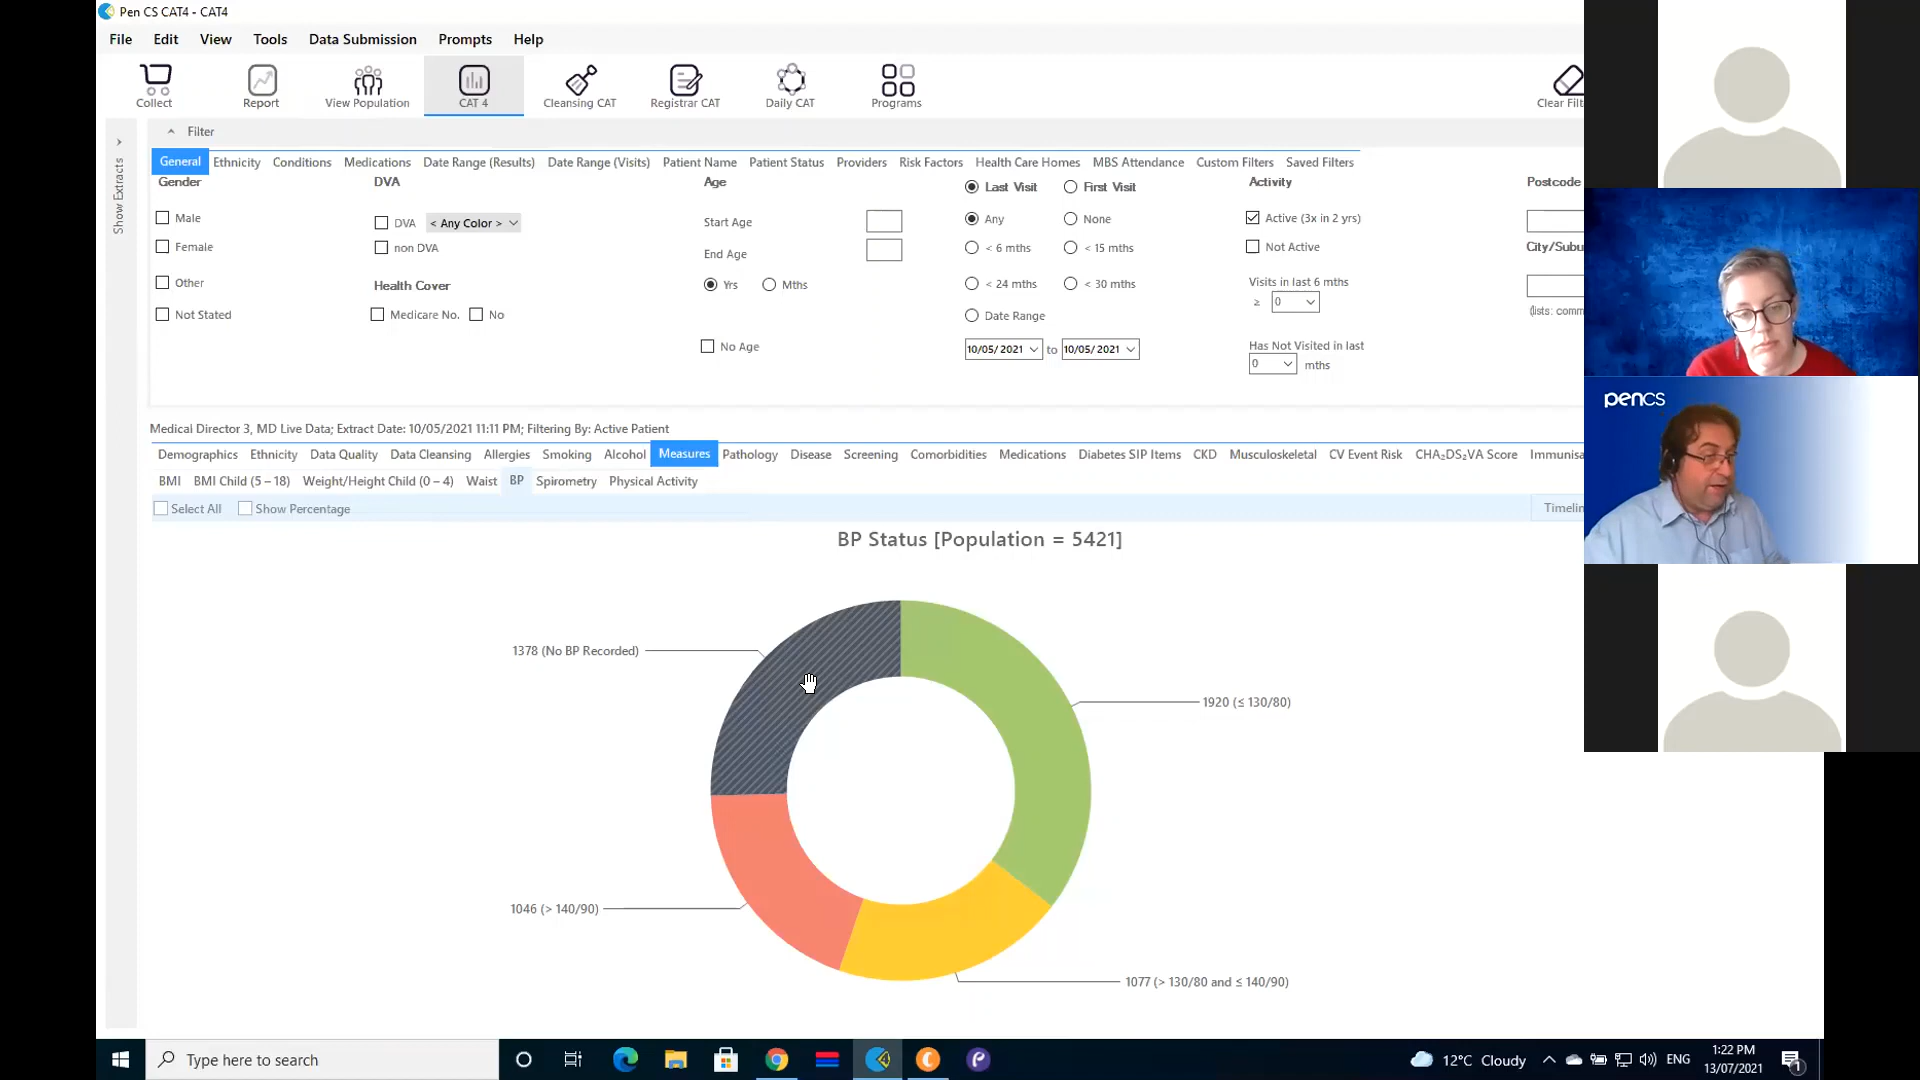 Pen CS CAT4 - CAT4
File Edit View Tools Data Submission Prompts Help
Collect Report View Population CAT 4 Cleansing CAT Registrar CAT Daily CAT Programs Clear Filt
Filter
Show Extracts
General Ethnicity Conditions Medications Date Range (Results) Date Range (Visits) Patient Name Patient Status Providers Risk Factors Health Care Homes MBS Attendance Custom Filters Saved Filters
Gender DVA Age Last Visit First Visit Activity Postcode
Male DVA < Any Color > Start Age Any None Active (3x in 2 yrs)
Female non DVA End Age < 6 mths < 15 mths Not Active City/Subu
Other Health Cover Yrs Mths < 24 mths < 30 mths Visits in last 6 mths
≥ 0
Not Stated Medicare No. No Date Range (lists: comm
No Age 10/05/2021 to 10/05/2021 Has Not Visited in last
0 mths
Medical Director 3, MD Live Data; Extract Date: 10/05/2021 11:11 PM; Filtering By: Active Patient
Demographics Ethnicity Data Quality Data Cleansing Allergies Smoking Alcohol Measures Pathology Disease Screening Comorbidities Medications Diabetes SIP Items CKD Musculoskeletal CV Event Risk CHA₂DS₂VA Score Immunisa
BMI BMI Child (5 – 18) Weight/Height Child (0 – 4) Waist BP Spirometry Physical Activity
Select All Show Percentage Timelin
BP Status [Population = 5421]
1378 (No BP Recorded)
1920 (≤ 130/80)
1046 (> 140/90)
1077 (> 130/80 and ≤ 140/90)
pencs
Type here to search 12°C Cloudy ENG 1:22 PM
13/07/2021 1